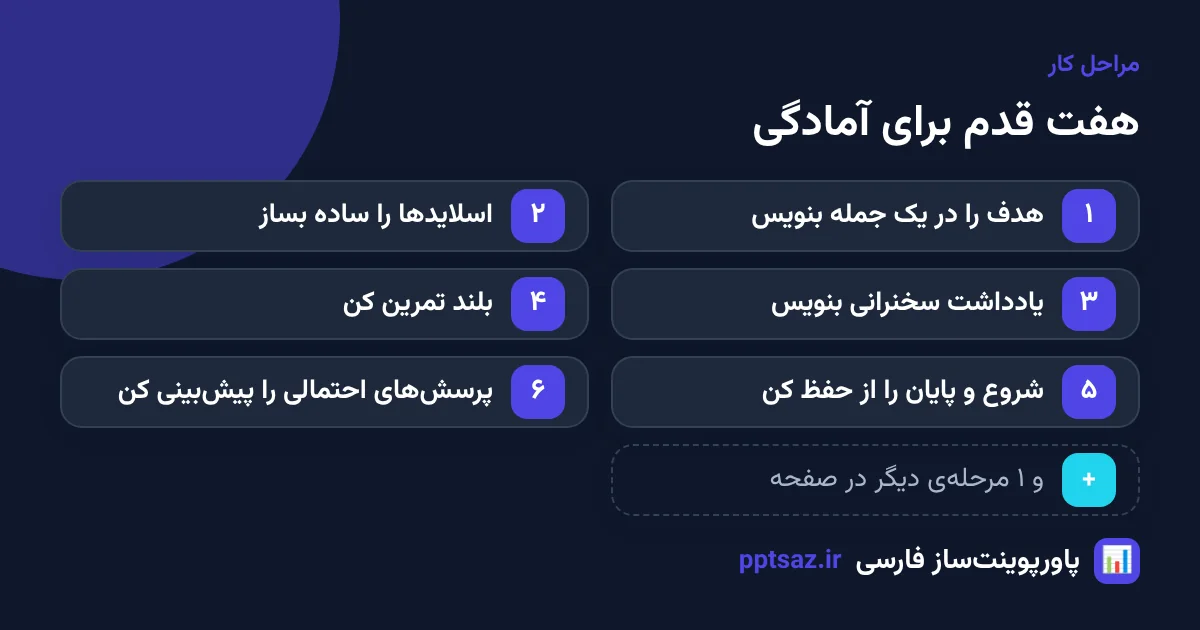 مراحل کار
هفت قدم برای آمادگی
۱ هدف را در یک جمله بنویس
۲ اسلایدها را ساده بساز
۳ یادداشت سخنرانی بنویس
۴ بلند تمرین کن
۵ شروع و پایان را از حفظ کن
۶ پرسش‌های احتمالی را پیش‌بینی کن
+ و ۱ مرحله‌ی دیگر در صفحه
پاورپوینت‌ساز فارسی pptsaz.ir